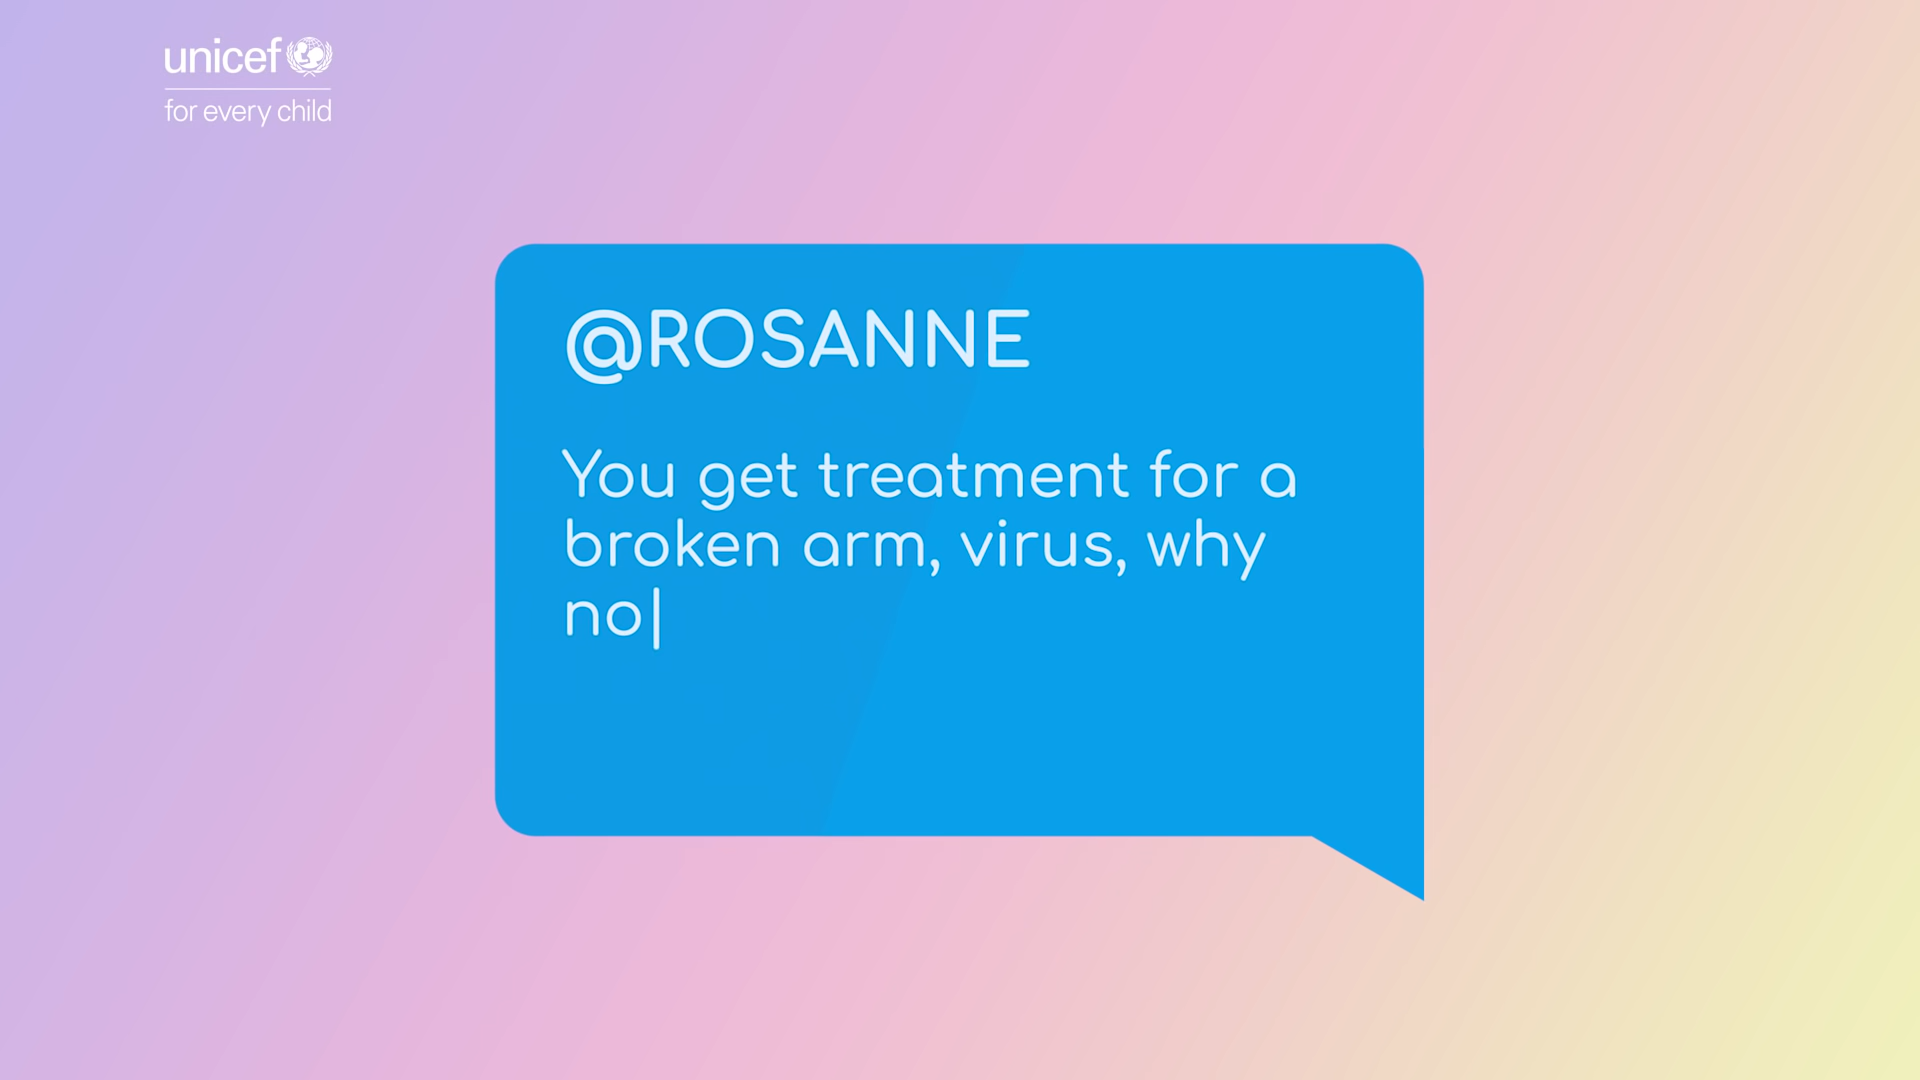 unicef
for every child
@ROSANNE
You get treatment for a
broken arm, virus, why
no|